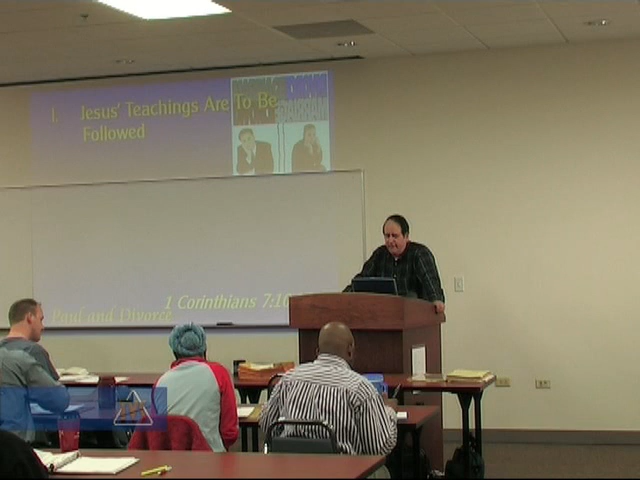 I. Jesus' Teachings Are To Be
Followed
1 Corinthians 7:10
Paul and Divorce